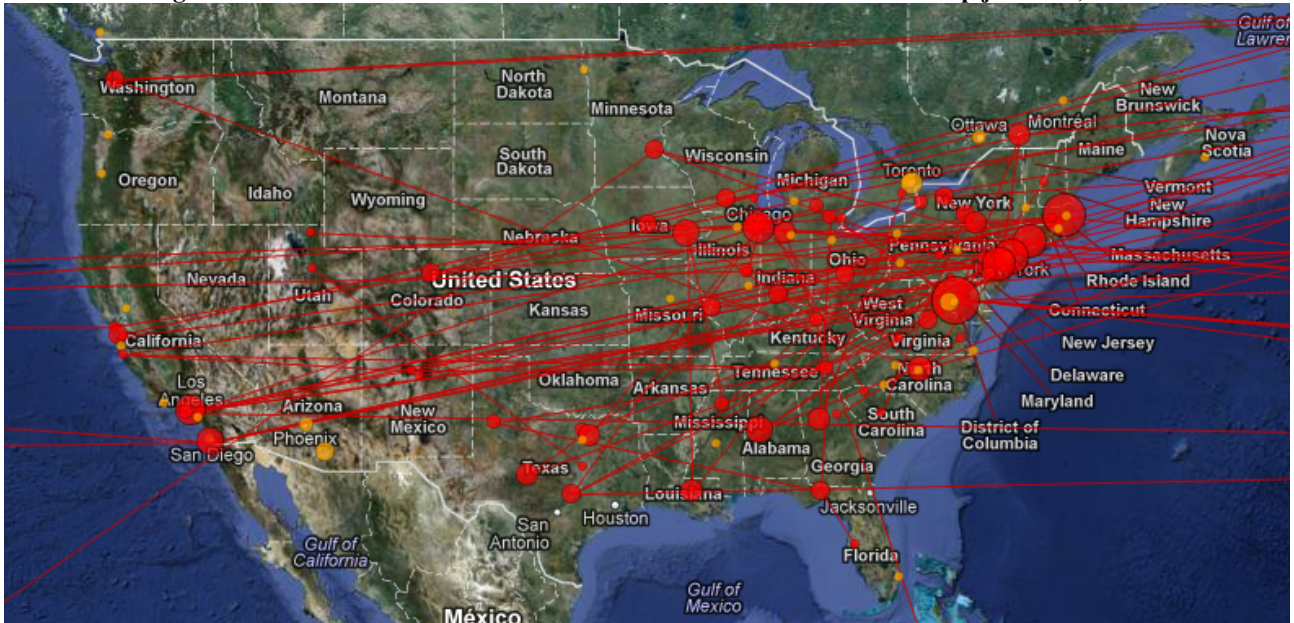 Gulf of
Lawren
Washington
Montana
North
Dakota
Minnesota
New
Brunswick
Ottawa
Montréal
Nova
Scotia
Maine
Oregon
Idaho
South
Dakota
Wisconsin
Michigan
Toronto
Vermont
Wyoming
New York
New
Hampshire
Iowa
Chicago
Nebraska
Illinois
Pennsylvania
Massachusetts
Nevada
Utah
United States
Indiana
Ohio
Rhode Island
Colorado
Kansas
Missouri
West
Virginia
Connecticut
California
Kentucky
Virginia
New Jersey
Los
Angeles
Arizona
New
Mexico
Oklahoma
Arkansas
Tennessee
North
Carolina
Delaware
Maryland
Phoenix
Mississippi
South
Carolina
San Diego
Alabama
District of
Columbia
Texas
Georgia
Louisiana
Jacksonville
San
Antonio
Houston
Gulf of
California
Florida
Gulf of
Mexico
México